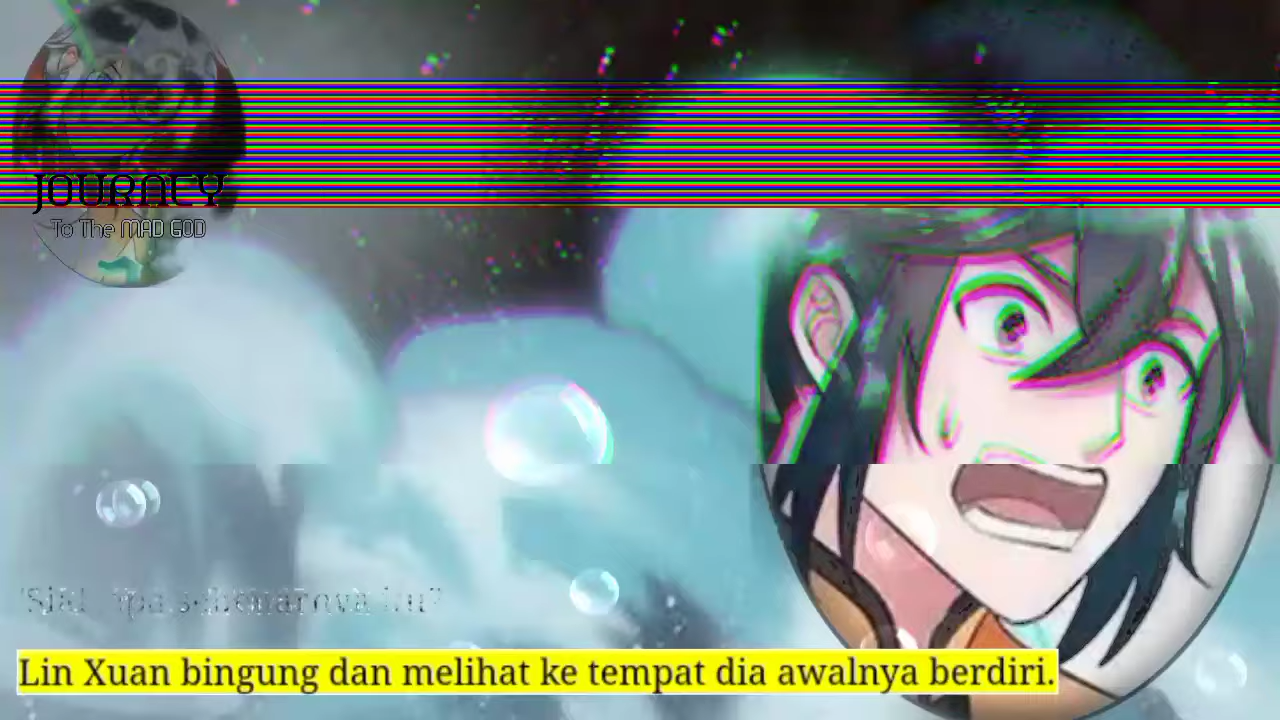 JOURNEY
To The MAD GOD
Lin Xuan bingung dan melihat ke tempat dia awalnya berdiri.